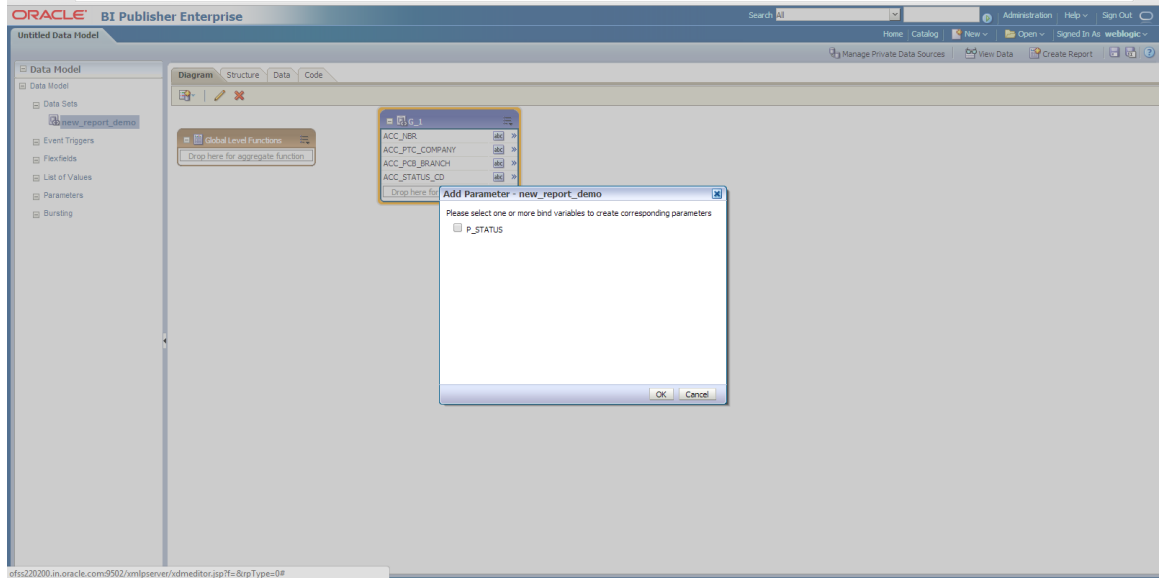 ORACLE BI Publisher Enterprise
Search All
Administration Help Sign Out
Untitled Data Model
Home Catalog New Open Signed In As weblogic
Manage Private Data Sources View Data Create Report
Data Model
Diagram Structure Data Code
Data Model
Data Sets
new_report_demo
Event Triggers
Flexfields
List of Values
Parameters
Bursting
Global Level Functions
Drop here for aggregate function
G_1
ACC_NBR
ACC_PTC_COMPANY
ACC_PCB_BRANCH
ACC_STATUS_CD
Drop here for
Add Parameter - new_report_demo
Please select one or more bind variables to create corresponding parameters
P_STATUS
OK Cancel
ofss220200.in.oracle.com:9502/xmlpserver/xdmeditor.jsp?f=&rpType=0#